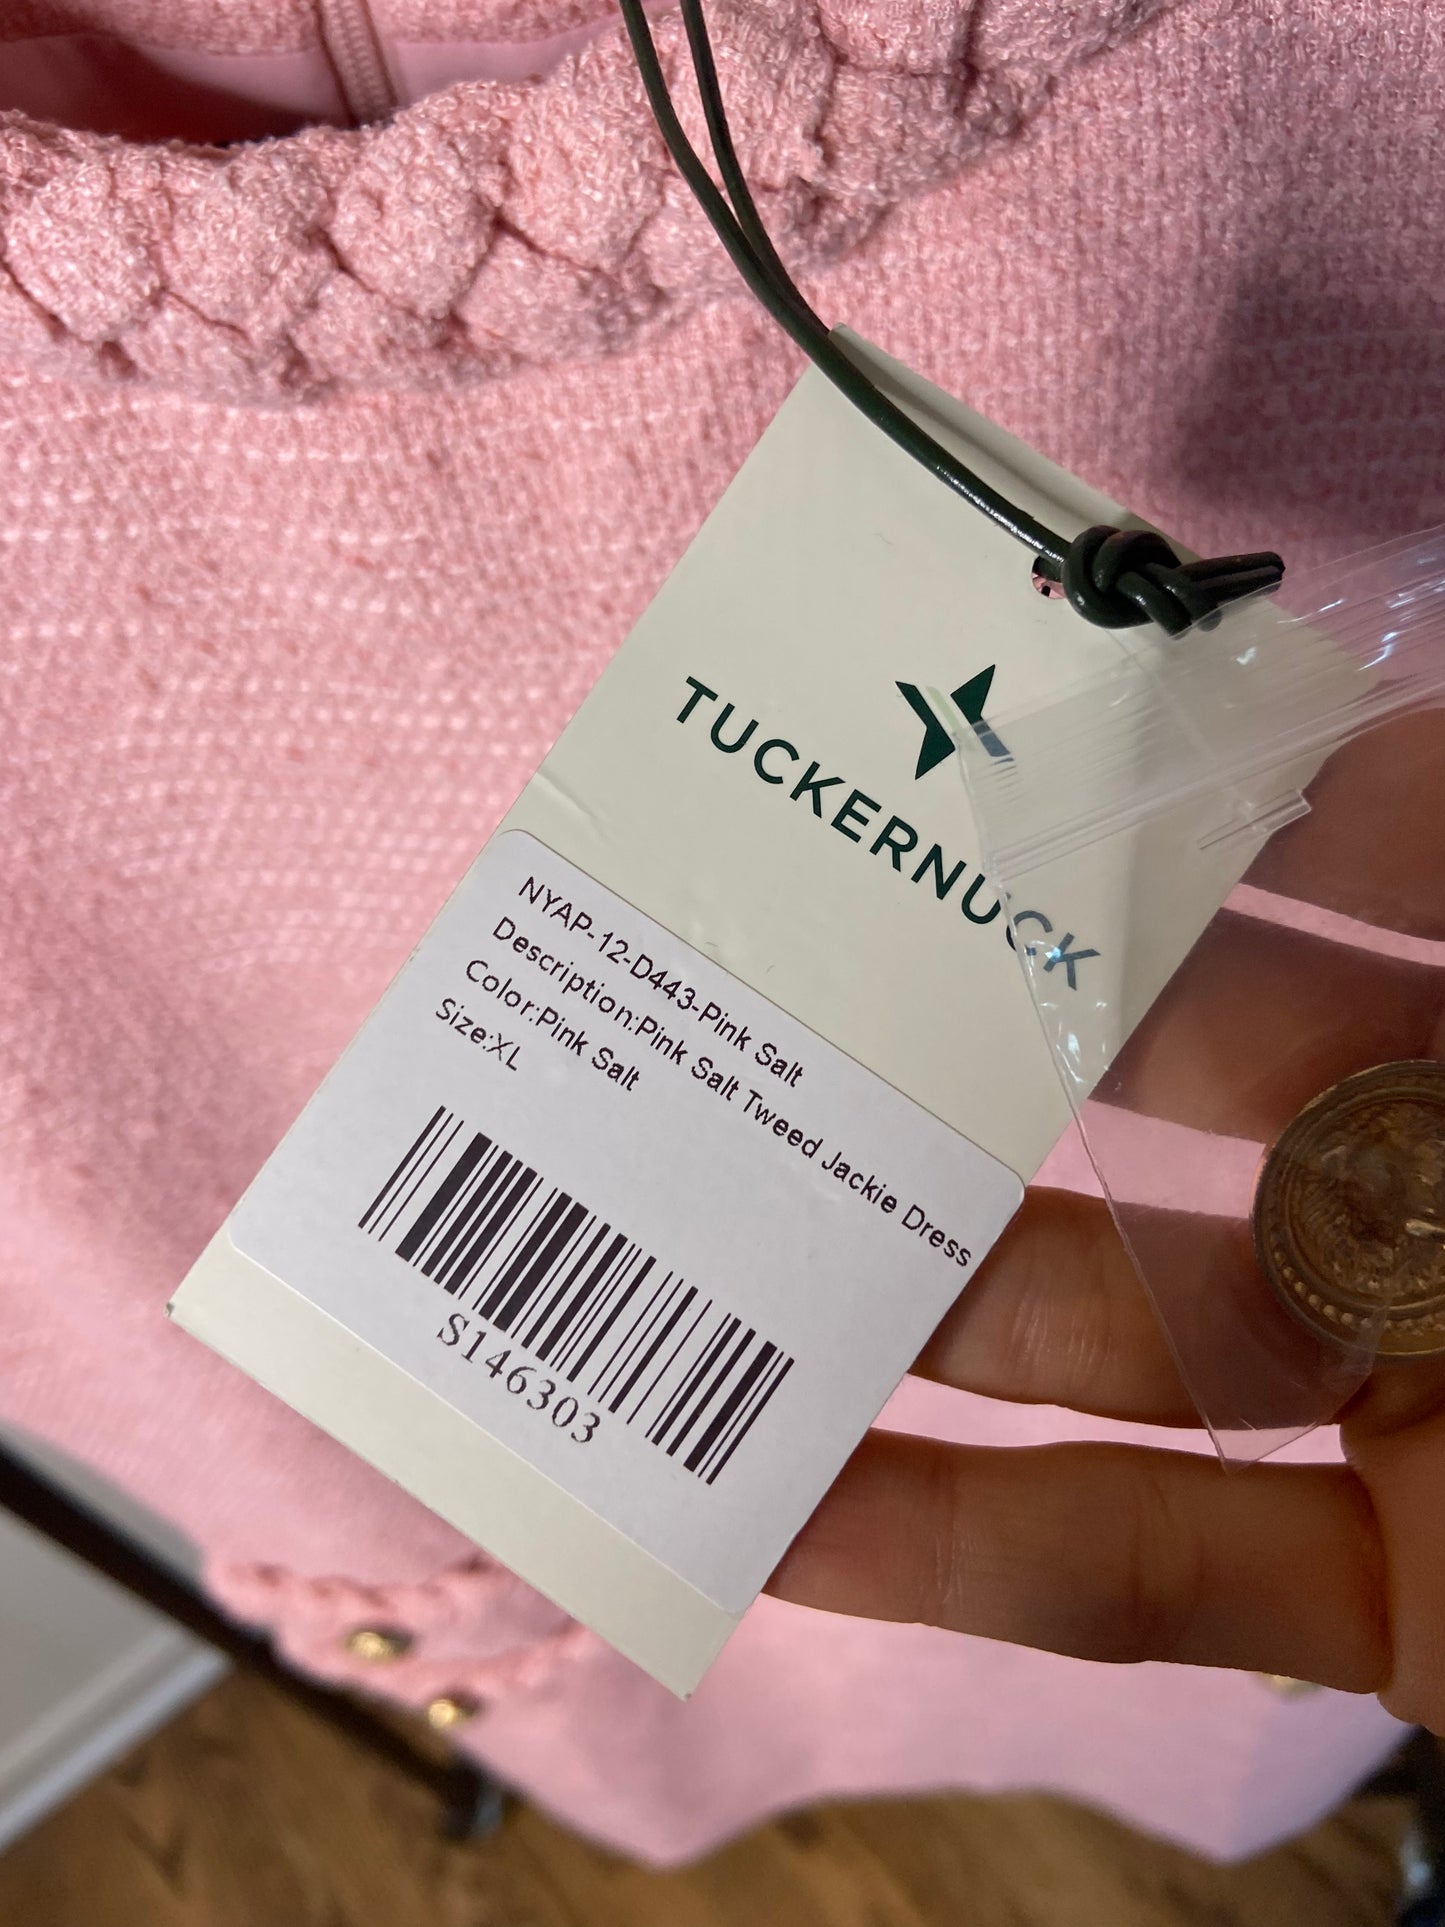 TUCKERNUCK
NYAP-12-D443-Pink Salt
Description:Pink Salt Tweed Jackie Dress
Color:Pink Salt
Size:XL
S146303